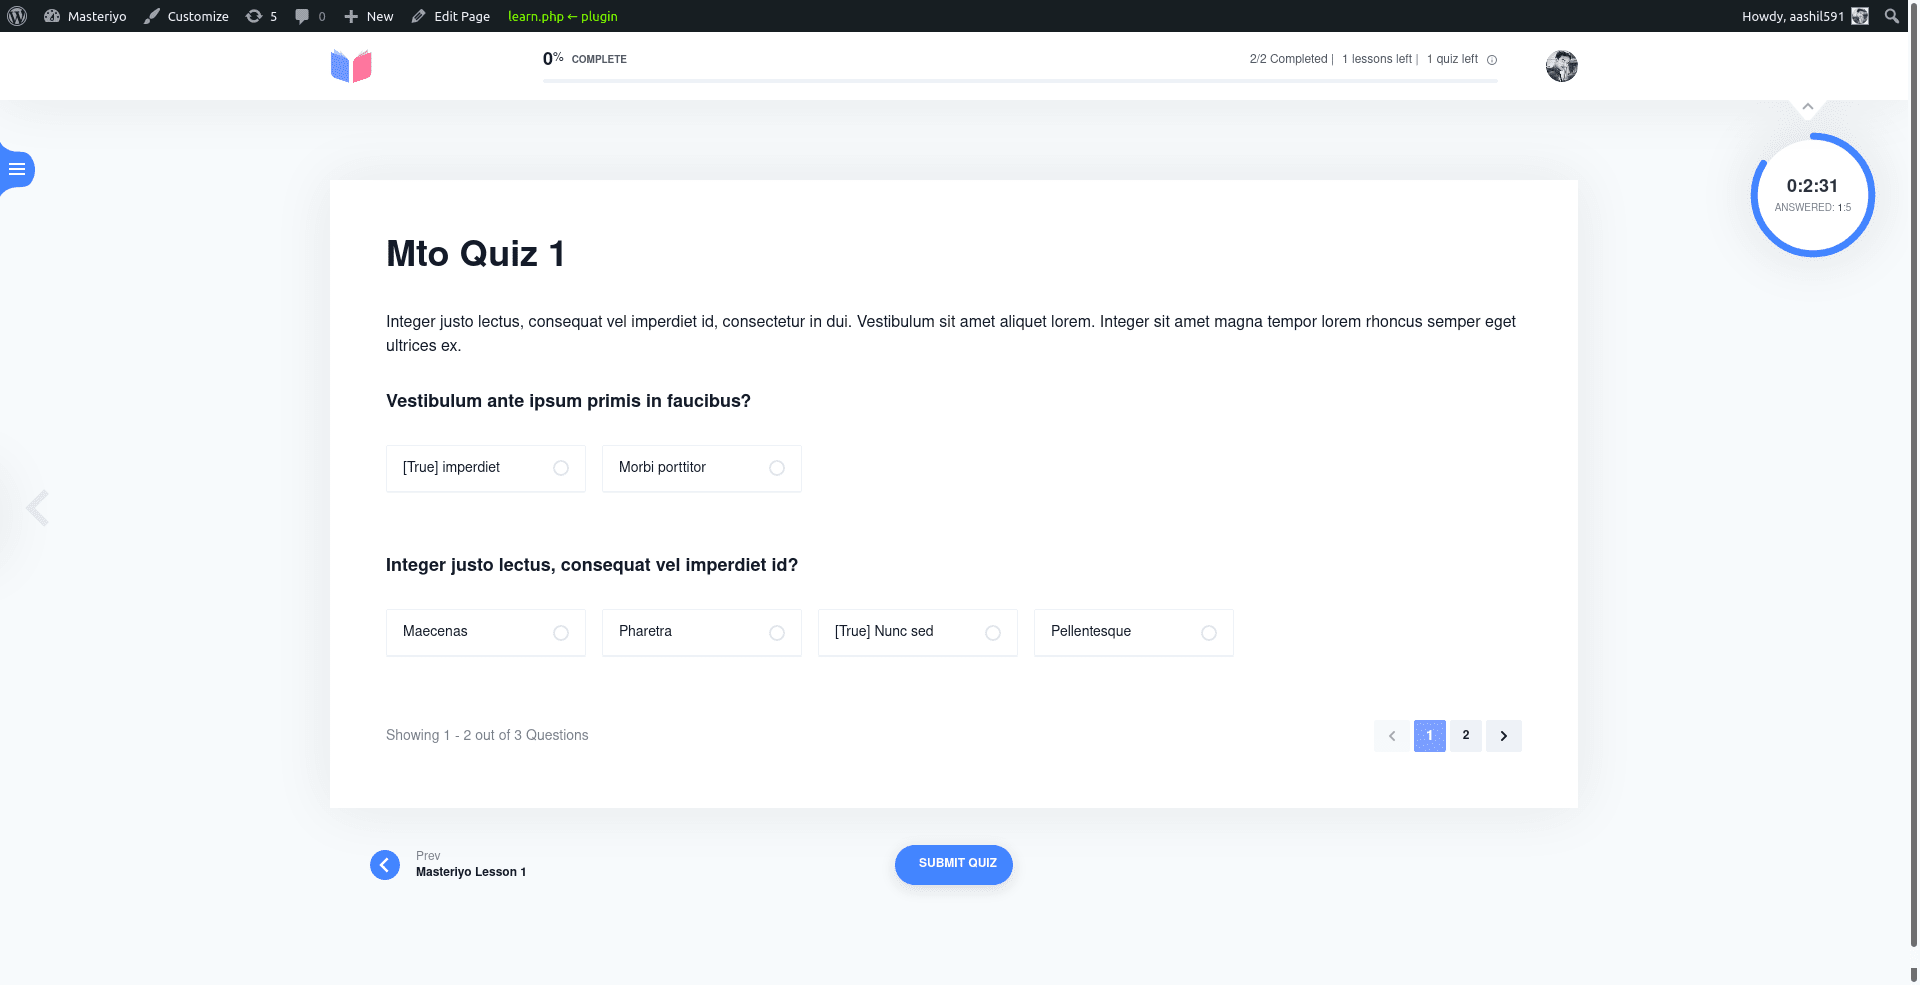 Masteriyo Customize 5 0 New Edit Page learn.php ← plugin Howdy, aashil591
0% COMPLETE 2/2 Completed | 1 lessons left | 1 quiz left
0:2:31
ANSWERED: 1:5
Mto Quiz 1
Integer justo lectus, consequat vel imperdiet id, consectetur in dui. Vestibulum sit amet aliquet lorem. Integer sit amet magna tempor lorem rhoncus semper eget
ultrices ex.
Vestibulum ante ipsum primis in faucibus?
[True] imperdiet Morbi porttitor
Integer justo lectus, consequat vel imperdiet id?
Maecenas Pharetra [True] Nunc sed Pellentesque
Showing 1 - 2 out of 3 Questions 1 2
Prev
Masteriyo Lesson 1
SUBMIT QUIZ